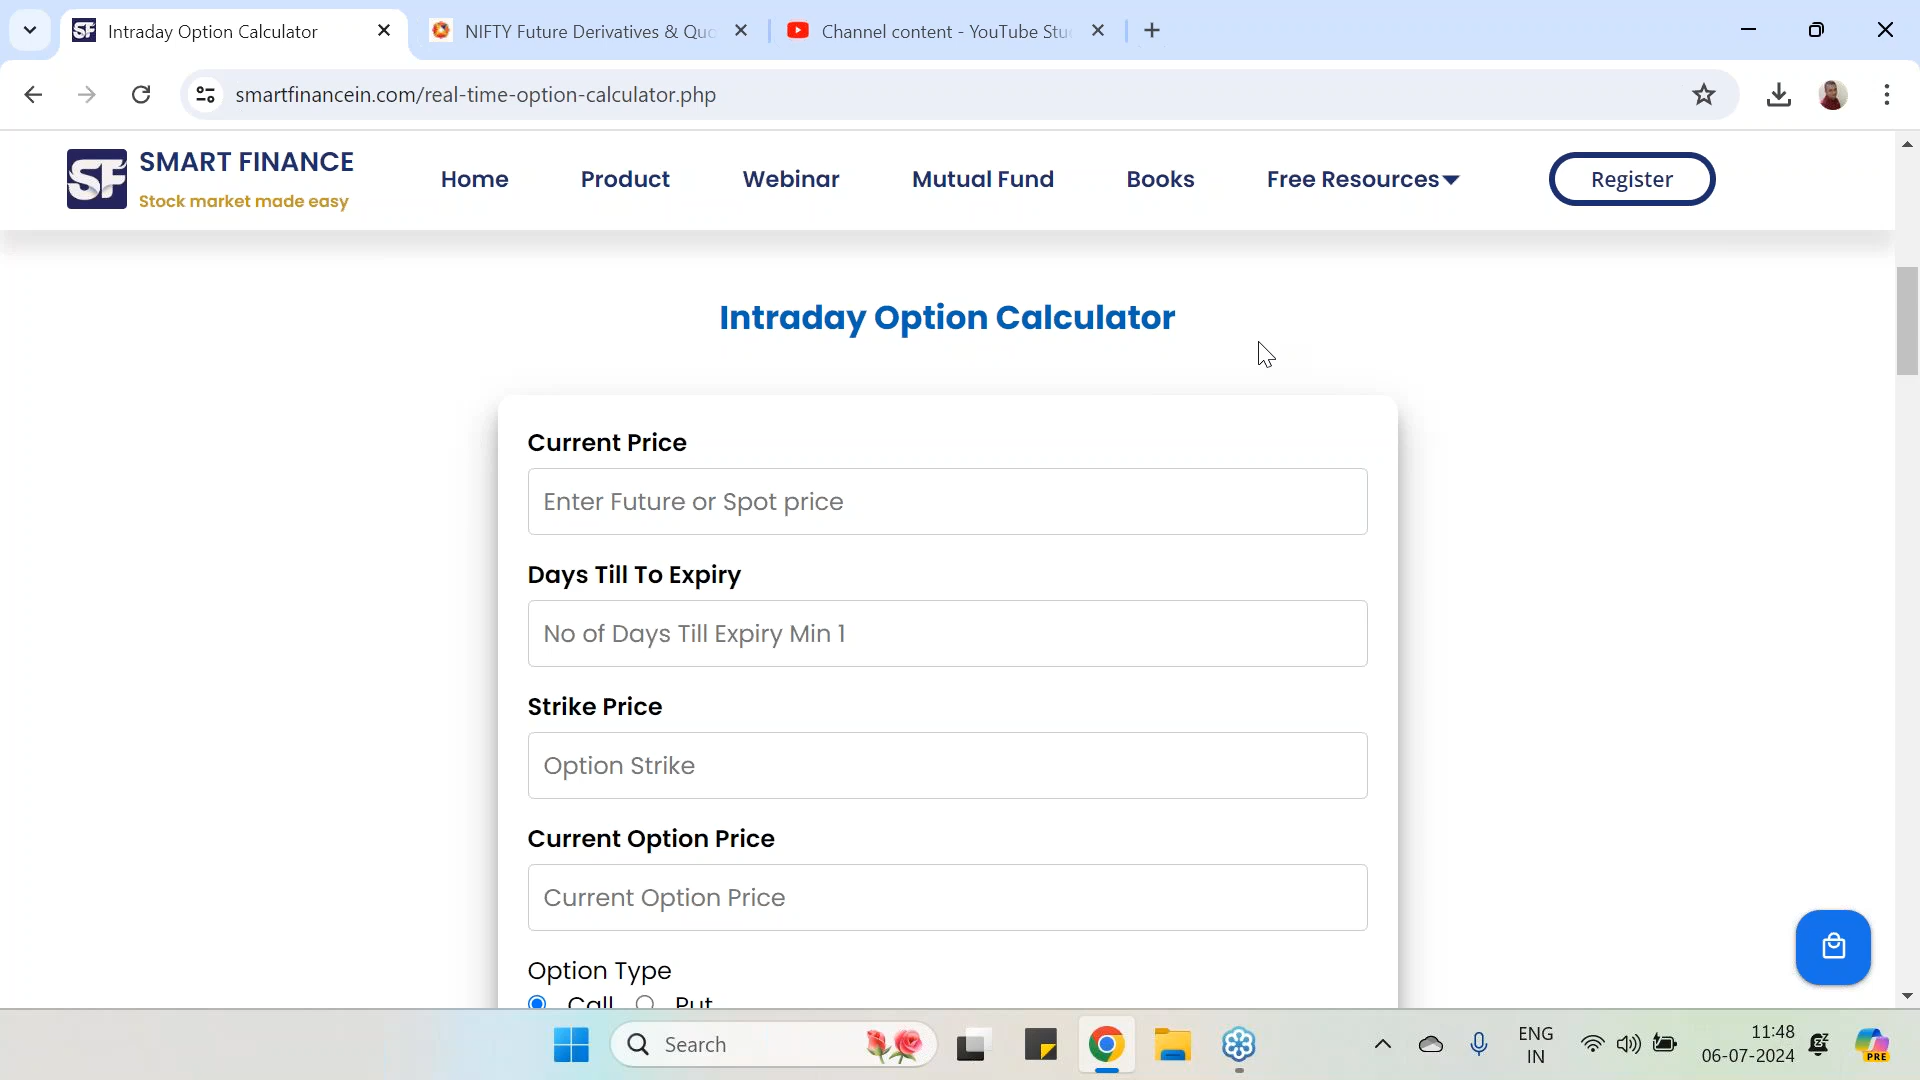 Intraday Option Calculator
NIFTY Future Derivatives & Quo
Channel content - YouTube Stu
smartfinancein.com/real-time-option-calculator.php
SF
SMART FINANCE
Stock market made easy
Home
Product
Webinar
Mutual Fund
Books
Free Resources
Register
Intraday Option Calculator
Current Price
Enter Future or Spot price
Days Till To Expiry
No of Days Till Expiry Min 1
Strike Price
Option Strike
Current Option Price
Current Option Price
Option Type
Call Put
Search
ENG
IN
11:48
06-07-2024
PRE